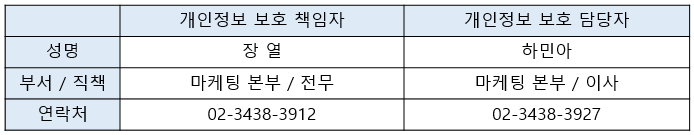 개인정보 보호 책임자 개인정보 보호 담당자
성명 장 열 하민아
부서 / 직책 마케팅 본부 / 전무 마케팅 본부 / 이사
연락처 02-3438-3912 02-3438-3927